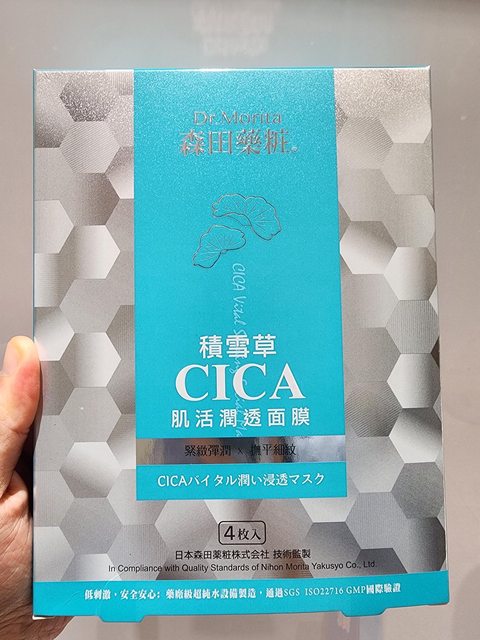 Dr.Morita
森田藥粧®
CICA Vital
積雪草
CICA
肌活潤透面膜
緊緻彈潤 × 撫平細紋
CICAバイタル潤い浸透マスク
4枚入
日本森田薬粧株式会社 技術監製
In Compliance with Quality Standards of Nihon Morita Yakusyo Co., Ltd.
低刺激，安全安心；藥廠級超純水設備製造，通過SGS ISO22716 GMP國際驗證